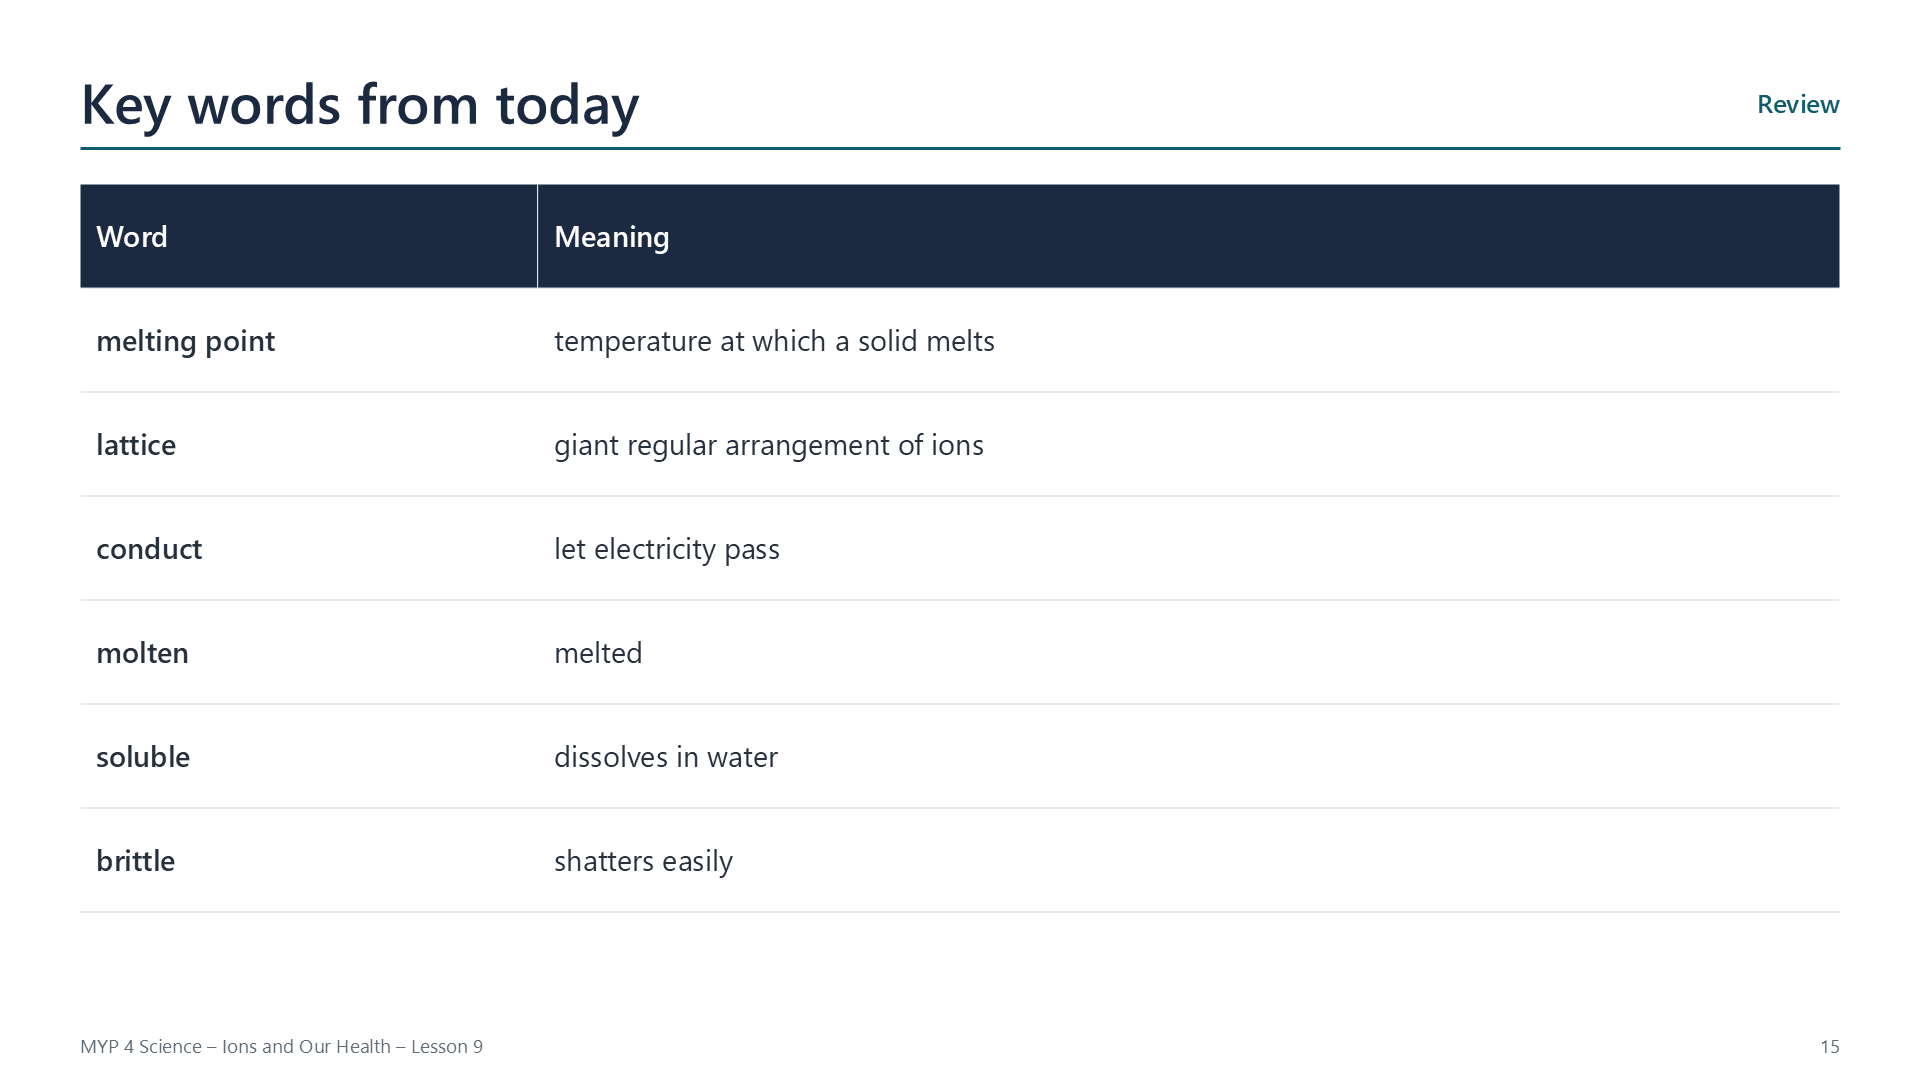 Key words from today
Review
Word Meaning
melting point temperature at which a solid melts
lattice giant regular arrangement of ions
conduct let electricity pass
molten melted
soluble dissolves in water
brittle shatters easily
MYP 4 Science – Ions and Our Health – Lesson 9
15